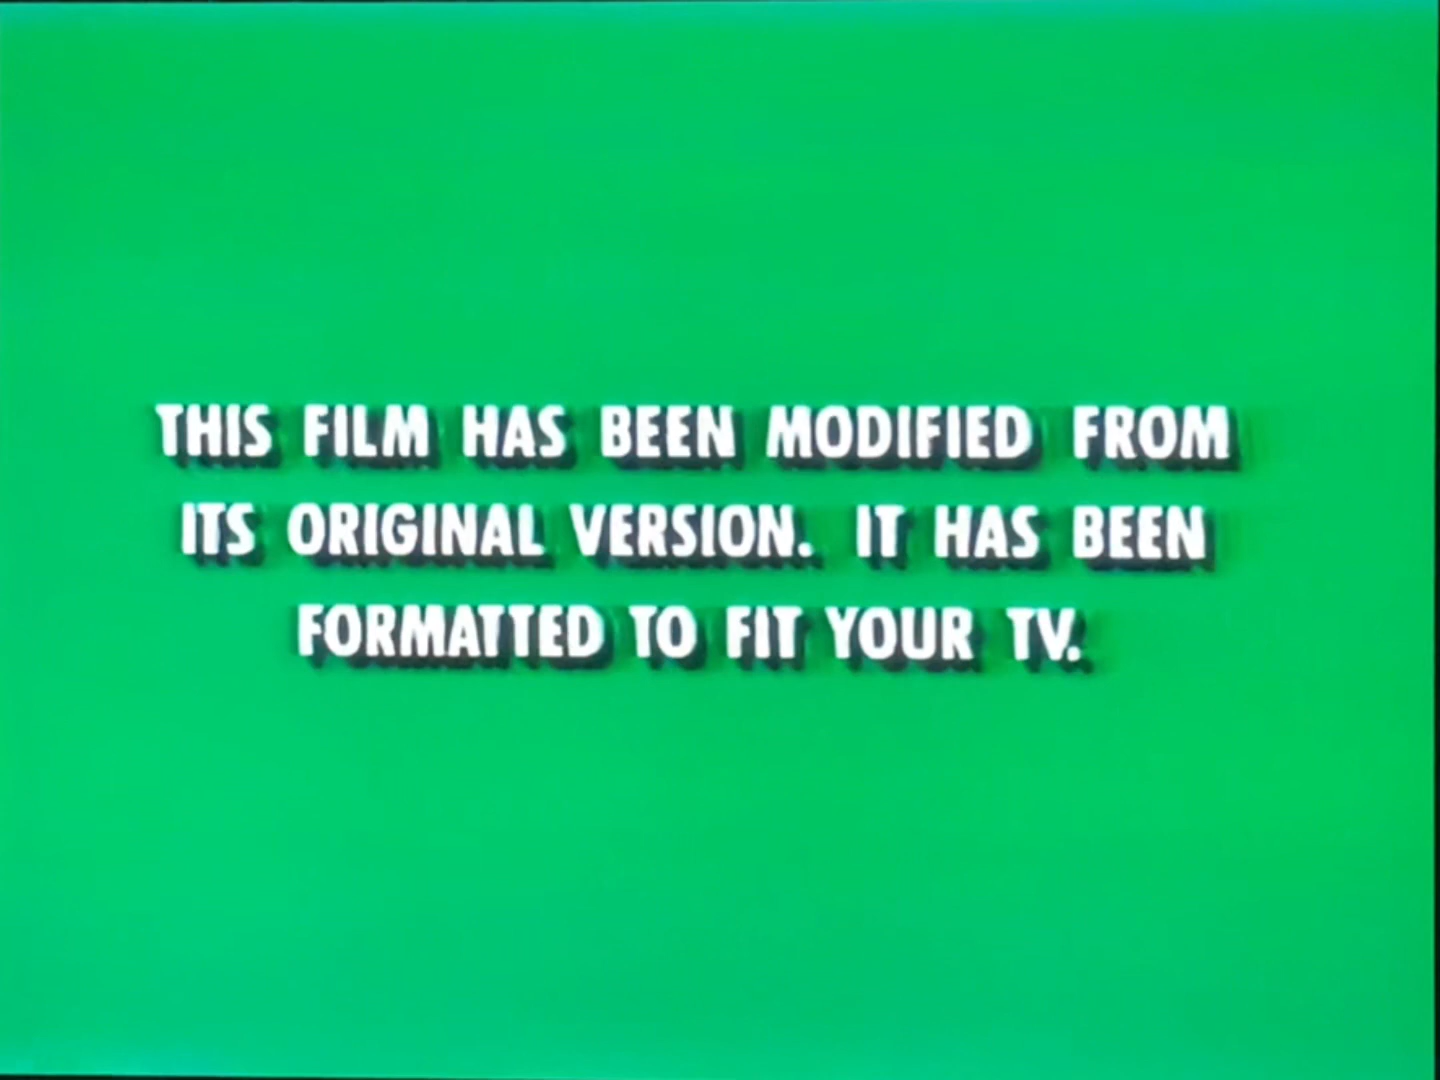 THIS FILM HAS BEEN MODIFIED FROM
ITS ORIGINAL VERSION. IT HAS BEEN
FORMATTED TO FIT YOUR TV.